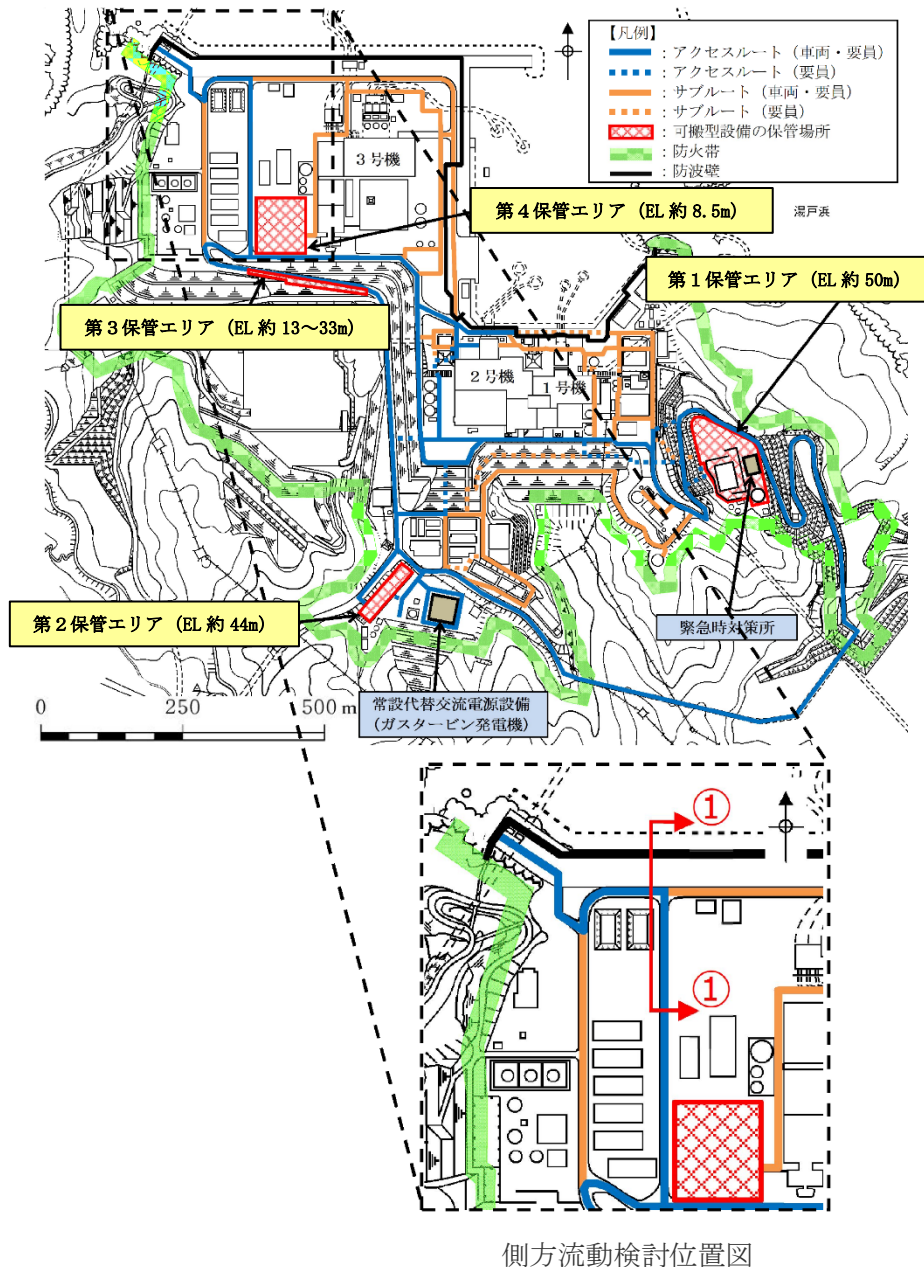 【凡例】
：アクセスルート（車両・要員）
：アクセスルート（要員）
：サブルート（車両・要員）
：サブルート（要員）
：可搬型設備の保管場所
：防火帯
：防波壁
３号機
第４保管エリア（EL 約 8.5m）
湯戸浜
第１保管エリア（EL 約 50m）
第３保管エリア（EL 約 13～33m）
２号機
１号機
第２保管エリア（EL 約 44m）
緊急時対策所
常設代替交流電源設備
（ガスタービン発電機）
0 250 500 m
①
①
側方流動検討位置図